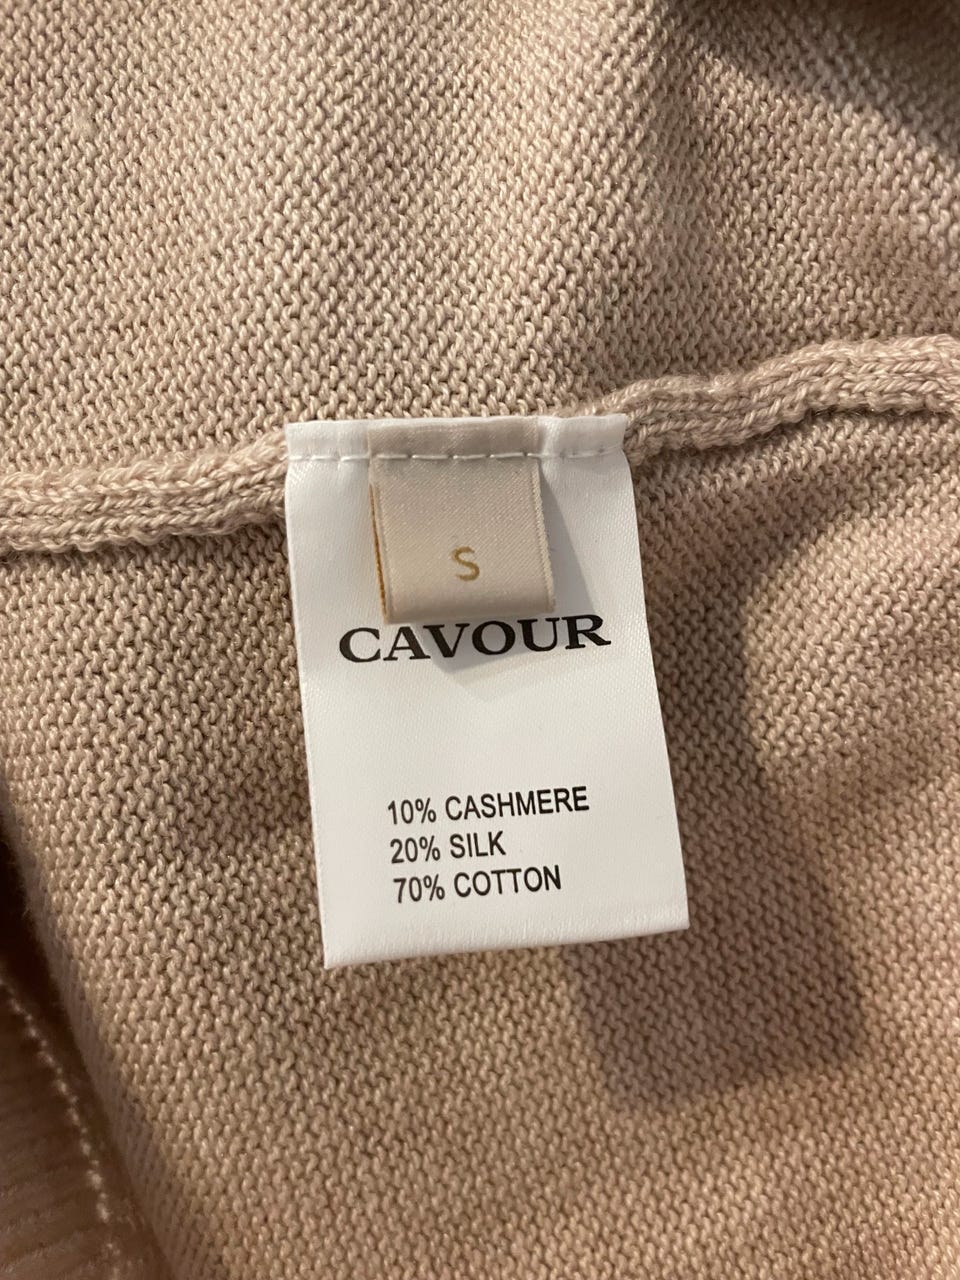 S
CAVOUR
10% CASHMERE
20% SILK
70% COTTON